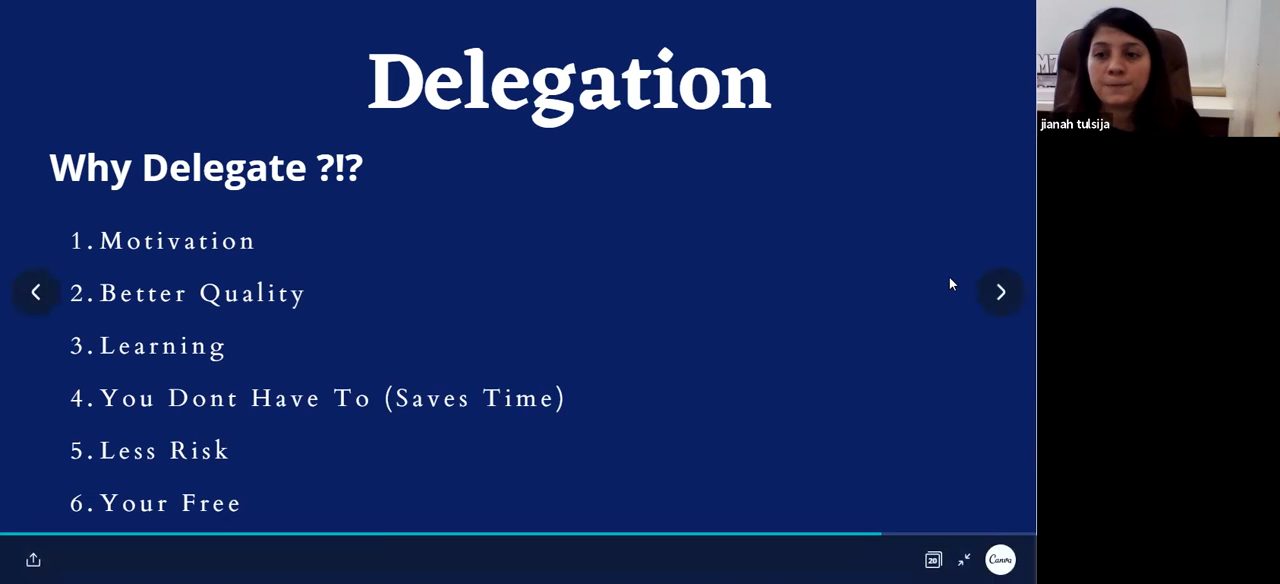 Delegation
Why Delegate ?!?
1. Motivation
2. Better Quality
3. Learning
4. You Dont Have To (Saves Time)
5. Less Risk
6. Your Free
jianah tulsija
20
Canva